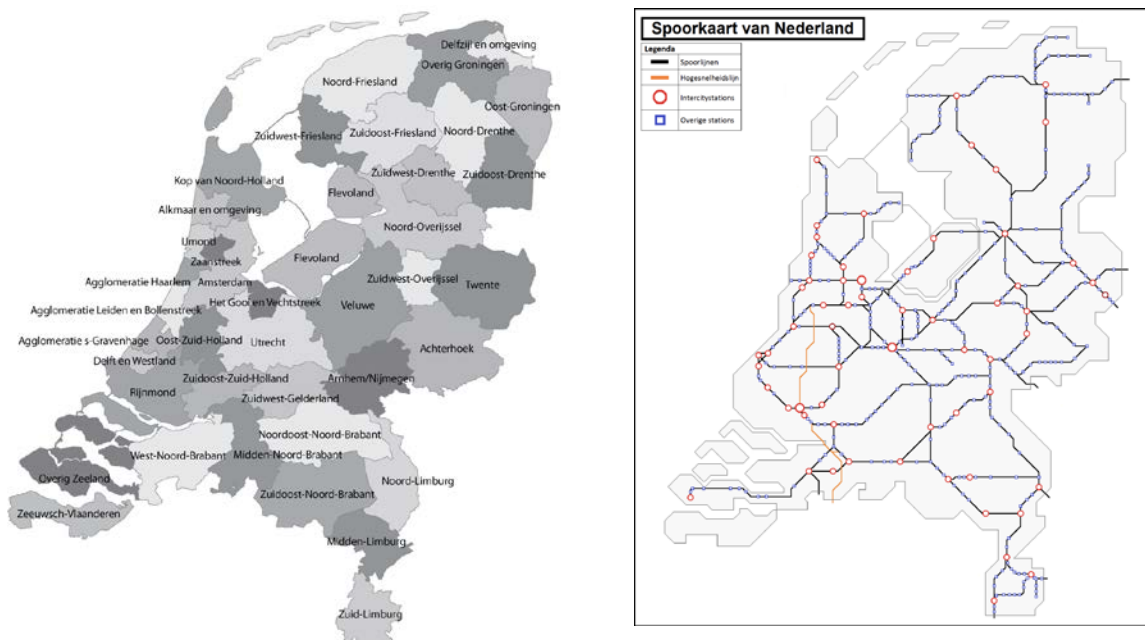 Delfzijl en omgeving
Overig Groningen
Noord-Friesland
Oost-Groningen
Zuidwest-Friesland
Zuidoost-Friesland
Noord-Drenthe
Zuidwest-Drenthe
Zuidoost-Drenthe
Kop van Noord-Holland
Flevoland
Alkmaar en omgeving
Noord-Overijssel
IJmond
Zaanstreek
Flevoland
Zuidwest-Overijssel
Twente
Agglomeratie Haarlem
Amsterdam
Het Gooi en Vechtstreek
Veluwe
Agglomeratie Leiden en Bollenstreek
Agglomeratie s-Gravenhage
Oost-Zuid-Holland
Utrecht
Achterhoek
Delft en Westland
Zuidoost-Zuid-Holland
Arnhem/Nijmegen
Rijnmond
Zuidwest-Gelderland
Noordoost-Noord-Brabant
West-Noord-Brabant
Midden-Noord-Brabant
Overig Zeeland
Noord-Limburg
Zuidoost-Noord-Brabant
Zeeuwsch-Vlaanderen
Midden-Limburg
Zuid-Limburg
Spoorkaart van Nederland
Legenda
Spoorlijnen
Hogesnelheidslijn
Intercitystations
Overige stations